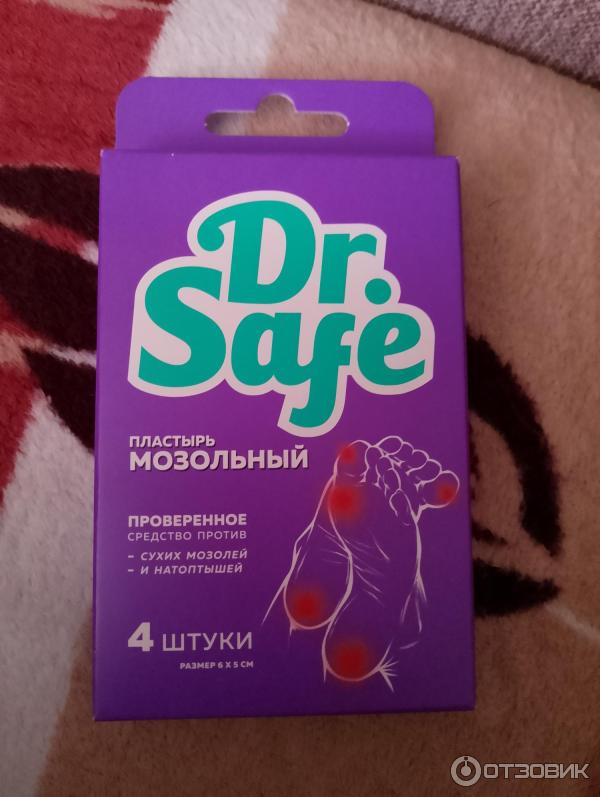 Dr.
Safe
ПЛАСТЫРЬ
МОЗОЛЬНЫЙ
ПРОВЕРЕННОЕ
СРЕДСТВО ПРОТИВ
– СУХИХ МОЗОЛЕЙ
– И НАТОПТЫШЕЙ
4 ШТУКИ
РАЗМЕР 6 X 5 СМ
ОТЗОВИК